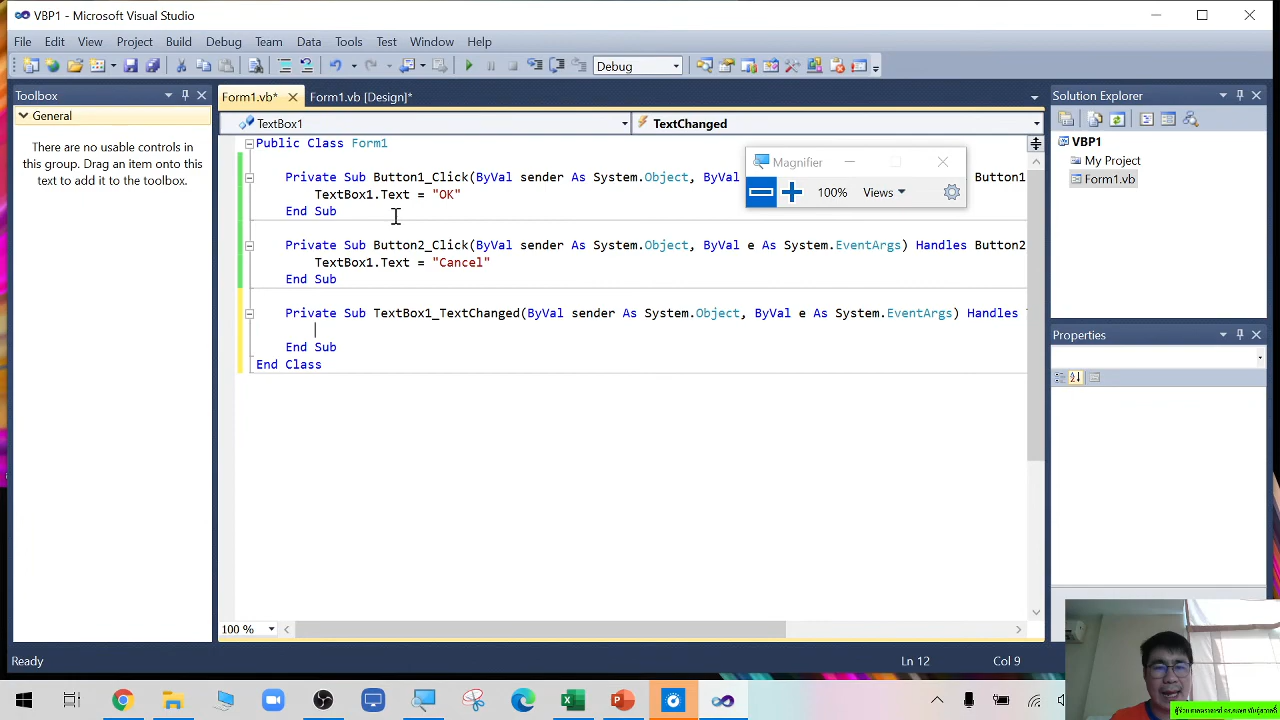 VBP1 - Microsoft Visual Studio
File Edit View Project Build Debug Team Data Tools Test Window Help
Debug
Toolbox
General
There are no usable controls in
this group. Drag an item onto this
text to add it to the toolbox.
Form1.vb* Form1.vb [Design]*
TextBox1 TextChanged
Public Class Form1
Private Sub Button1_Click(ByVal sender As System.Object, ByVal Button1
TextBox1.Text = "OK"
End Sub
Private Sub Button2_Click(ByVal sender As System.Object, ByVal e As System.EventArgs) Handles Button2
TextBox1.Text = "Cancel"
End Sub
Private Sub TextBox1_TextChanged(ByVal sender As System.Object, ByVal e As System.EventArgs) Handles
End Sub
End Class
Magnifier
100% Views
Solution Explorer
VBP1
My Project
Form1.vb
Properties
100 %
Ready Ln 12 Col 9